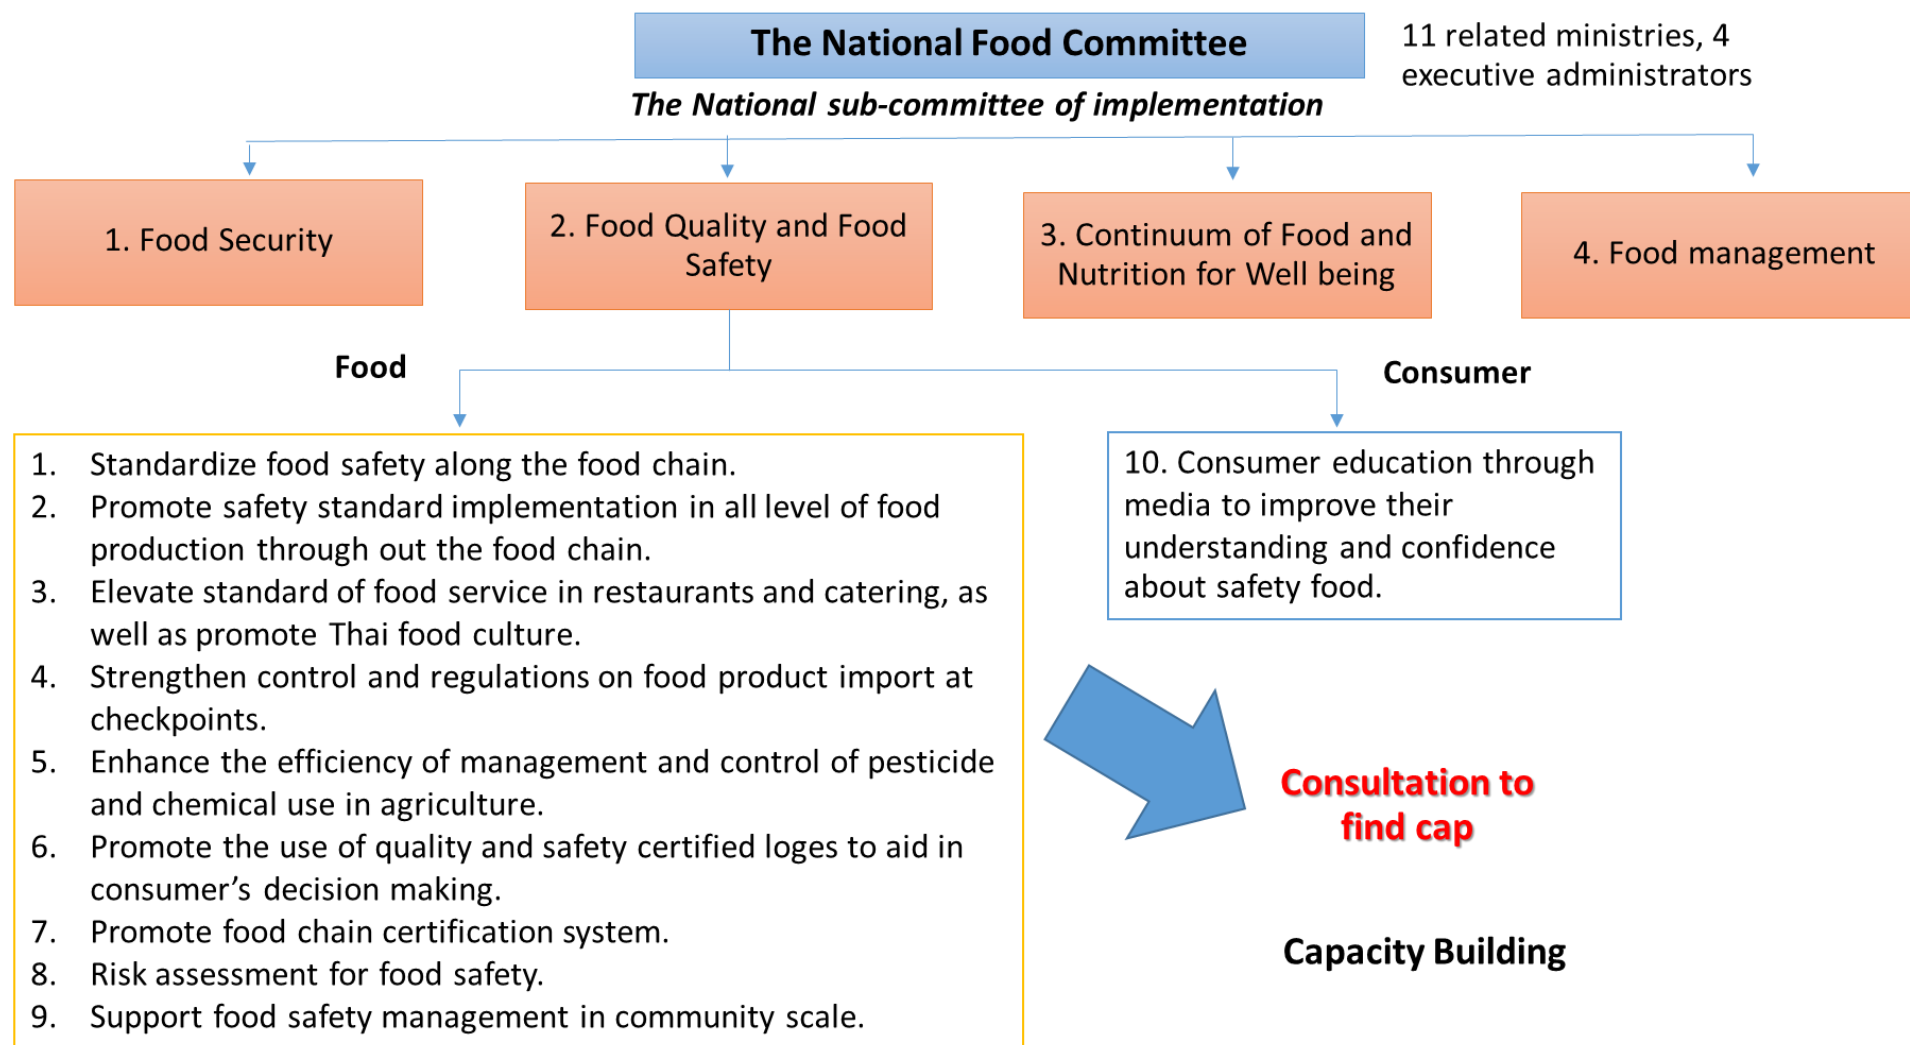 The National Food Committee
11 related ministries, 4
executive administrators
The National sub-committee of implementation
1. Food Security
2. Food Quality and Food
Safety
3. Continuum of Food and
Nutrition for Well being
4. Food management
Food
Consumer
1. Standardize food safety along the food chain.
2. Promote safety standard implementation in all level of food
production through out the food chain.
3. Elevate standard of food service in restaurants and catering, as
well as promote Thai food culture.
4. Strengthen control and regulations on food product import at
checkpoints.
5. Enhance the efficiency of management and control of pesticide
and chemical use in agriculture.
6. Promote the use of quality and safety certified loges to aid in
consumer’s decision making.
7. Promote food chain certification system.
8. Risk assessment for food safety.
9. Support food safety management in community scale.
10. Consumer education through
media to improve their
understanding and confidence
about safety food.
Consultation to
find cap
Capacity Building